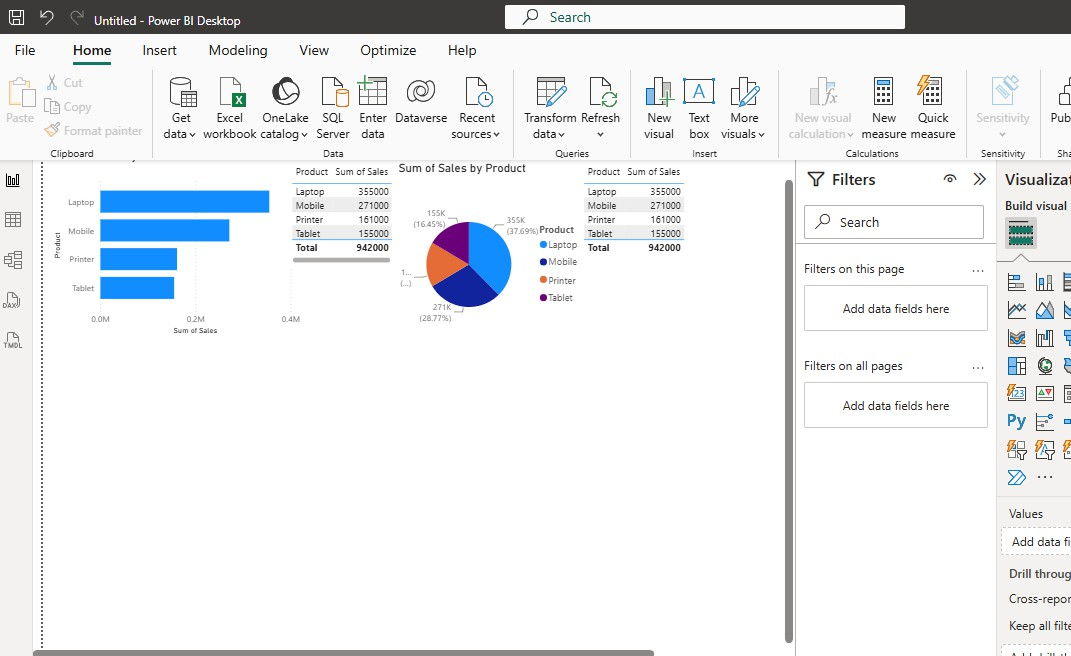 Untitled - Power BI Desktop
Search
File Home Insert Modeling View Optimize Help
Paste
Cut
Copy
Format painter
Clipboard
Get data
Excel workbook
OneLake catalog
SQL Server
Enter data
Dataverse
Recent sources
Data
Transform data
Refresh
Queries
New visual
Text box
More visuals
Insert
New visual calculation
New measure
Quick measure
Calculations
Sensitivity
Sensitivity
DAX
TMDL
Product
Laptop
Mobile
Printer
Tablet
0.0M 0.2M 0.4M
Sum of Sales
Product Sum of Sales
Laptop 355000
Mobile 271000
Printer 161000
Tablet 155000
Total 942000
Sum of Sales by Product
155K
(16.45%)
355K
(37.69%)
1...
(...)
271K
(28.77%)
Product
Laptop
Mobile
Printer
Tablet
Product Sum of Sales
Laptop 355000
Mobile 271000
Printer 161000
Tablet 155000
Total 942000
Filters
Search
Filters on this page ...
Add data fields here
Filters on all pages ...
Add data fields here
Build visual
123
Py
...
Values